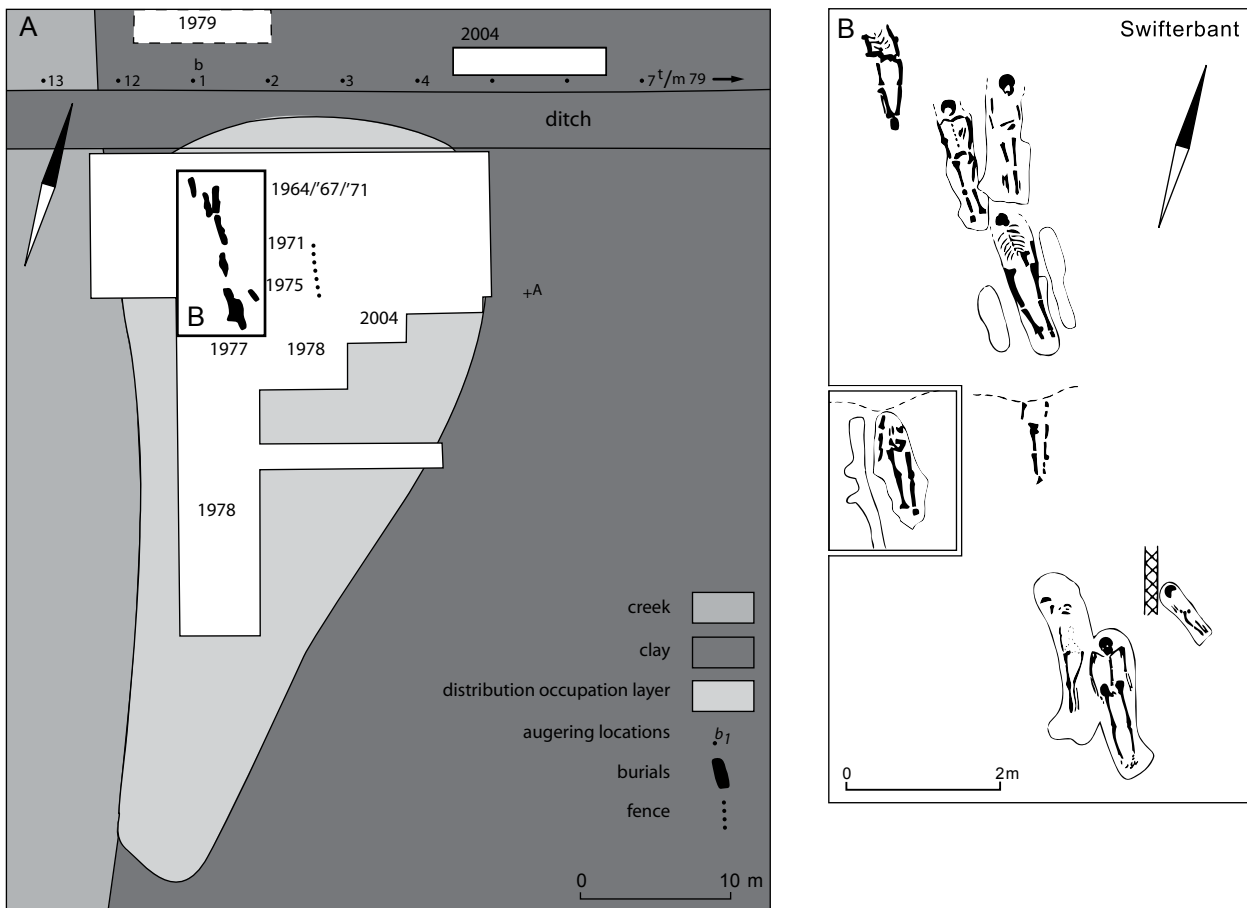 A
1979
2004
b
•13 •12 •1 •2 •3 •4 • • •7 t/m 79
ditch
1964/'67/'71
1971
1975
+A
B
2004
1977 1978
1978
creek
clay
distribution occupation layer
augering locations b1
burials
fence
0 10 m
B Swifterbant
0 2m